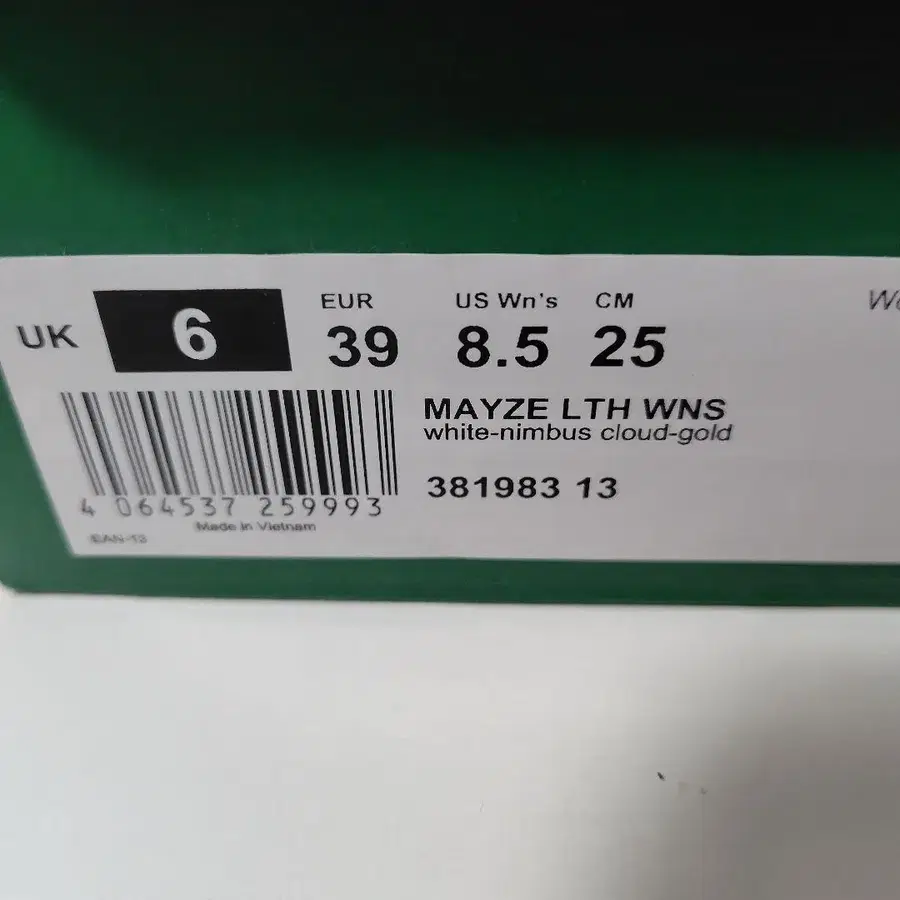 UK 6 EUR 39 US Wn's 8.5 CM 25
MAYZE LTH WNS
white-nimbus cloud-gold
381983 13
4 064537 259993
Made in Vietnam
EAN-13